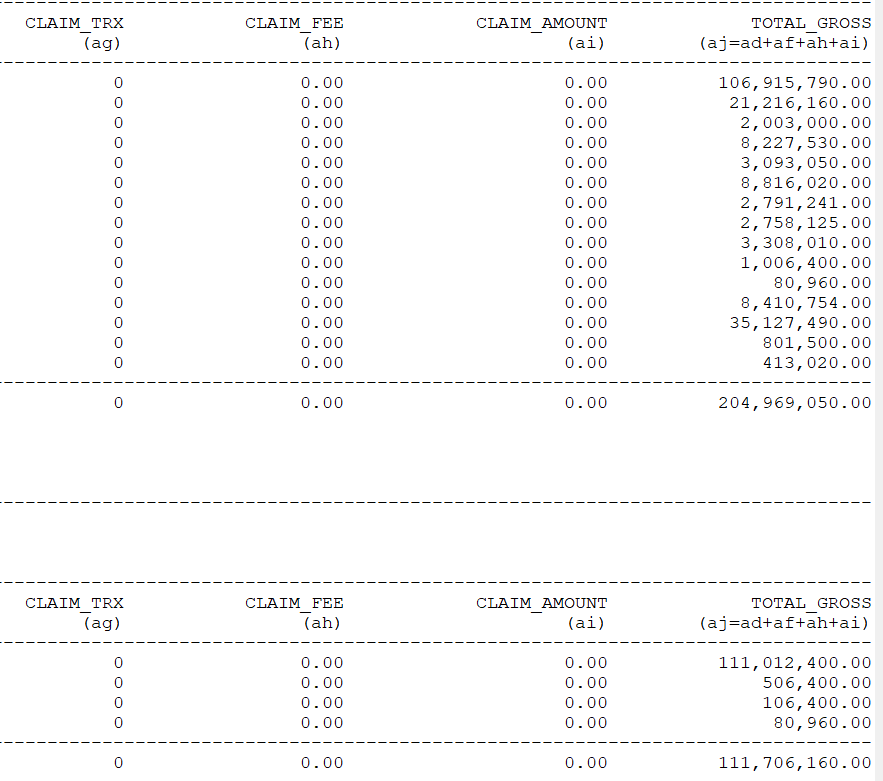 --------------------------------------------------------------------------------
CLAIM_TRX CLAIM_FEE CLAIM_AMOUNT TOTAL_GROSS
(ag) (ah) (ai) (aj=ad+af+ah+ai)
--------------------------------------------------------------------------------
0 0.00 0.00 106,915,790.00
0 0.00 0.00 21,216,160.00
0 0.00 0.00 2,003,000.00
0 0.00 0.00 8,227,530.00
0 0.00 0.00 3,093,050.00
0 0.00 0.00 8,816,020.00
0 0.00 0.00 2,791,241.00
0 0.00 0.00 2,758,125.00
0 0.00 0.00 3,308,010.00
0 0.00 0.00 1,006,400.00
0 0.00 0.00 80,960.00
0 0.00 0.00 8,410,754.00
0 0.00 0.00 35,127,490.00
0 0.00 0.00 801,500.00
0 0.00 0.00 413,020.00
--------------------------------------------------------------------------------
0 0.00 0.00 204,969,050.00
--------------------------------------------------------------------------------
--------------------------------------------------------------------------------
CLAIM_TRX CLAIM_FEE CLAIM_AMOUNT TOTAL_GROSS
(ag) (ah) (ai) (aj=ad+af+ah+ai)
--------------------------------------------------------------------------------
0 0.00 0.00 111,012,400.00
0 0.00 0.00 506,400.00
0 0.00 0.00 106,400.00
0 0.00 0.00 80,960.00
--------------------------------------------------------------------------------
0 0.00 0.00 111,706,160.00